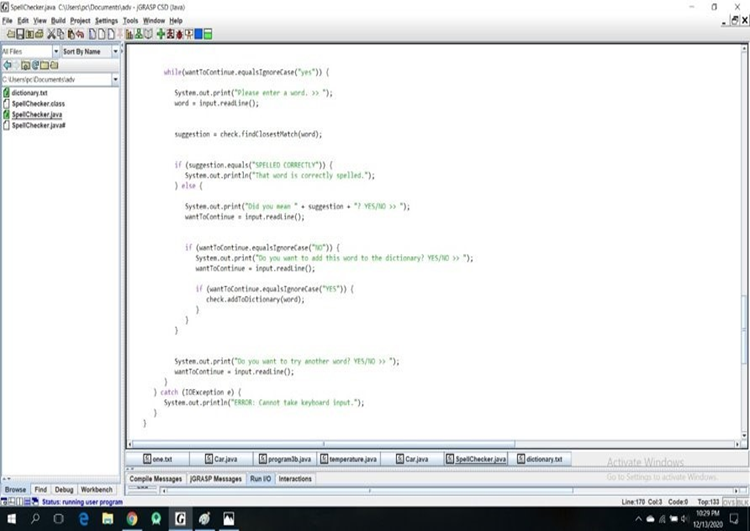 SpellChecker.java C:\Users\pc\Documents\adv - jGRASP CSD (Java)
File Edit View Build Project Settings Tools Window Help
All Files Sort By Name
C:\Users\pc\Documents\adv
dictionary.txt
SpellChecker.class
SpellChecker.java
SpellChecker.java#
while(wantToContinue.equalsIgnoreCase("yes")) {
System.out.print("Please enter a word. >> ");
word = input.readLine();
suggestion = check.findClosestMatch(word);
if (suggestion.equals("SPELLED CORRECTLY")) {
System.out.println("That word is correctly spelled.");
} else {
System.out.print("Did you mean " + suggestion + "? YES/NO >> ");
wantToContinue = input.readLine();
if (wantToContinue.equalsIgnoreCase("NO")) {
System.out.print("Do you want to add this word to the dictionary? YES/NO >> ");
wantToContinue = input.readLine();
if (wantToContinue.equalsIgnoreCase("YES")) {
check.addToDictionary(word);
}
}
}
System.out.print("Do you want to try another word? YES/NO >> ");
wantToContinue = input.readLine();
}
} catch (IOException e) {
System.out.println("ERROR: Cannot take keyboard input.");
}
}
one.txt Car.java program3b.java temperature.java Car.java SpellChecker.java dictionary.txt
Activate Windows
Go to Settings to activate Windows.
Compile Messages jGRASP Messages Run I/O Interactions
Browse Find Debug Workbench
Status: running user program
Line:170 Col:3 Code:0 Top:133 OVS BLK
10:29 PM
12/13/2020